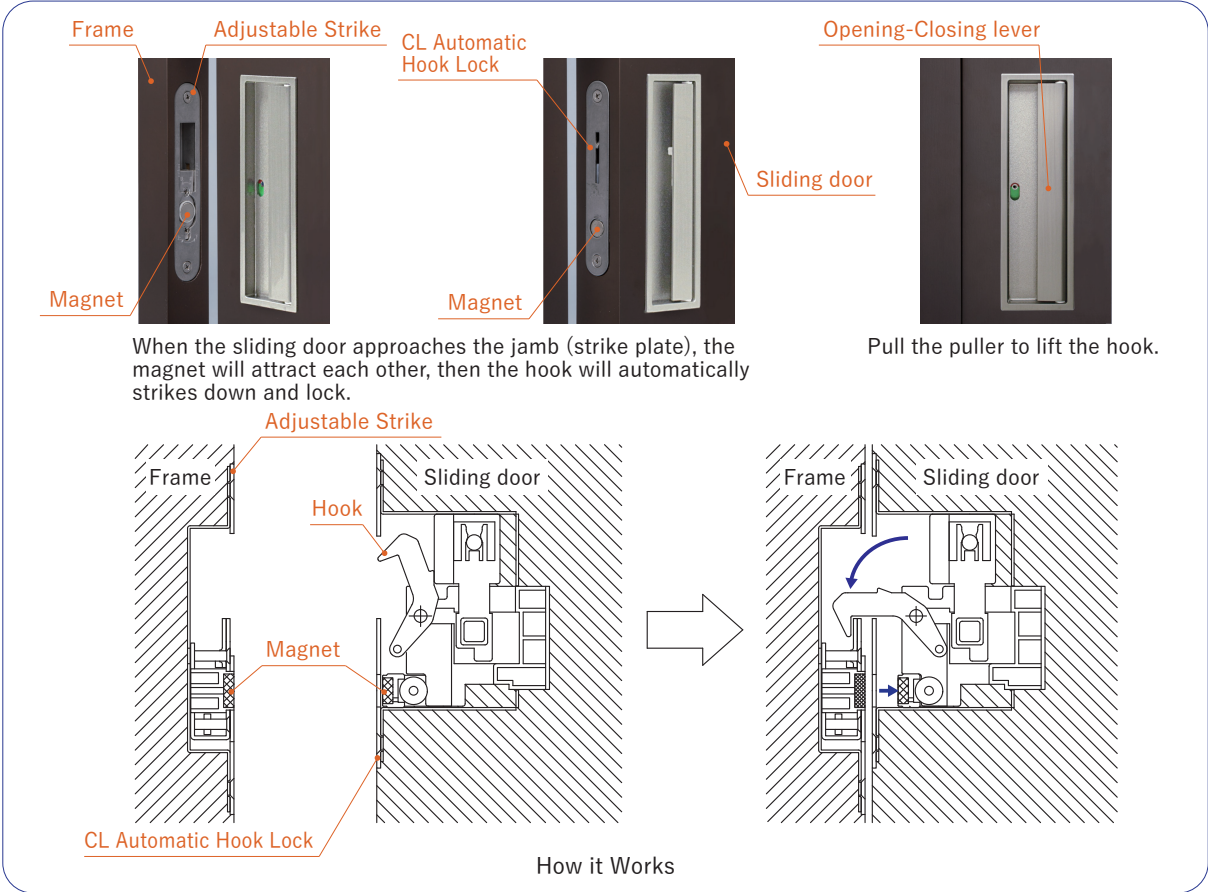 Frame
Adjustable Strike
CL Automatic
Hook Lock
Opening-Closing lever
Sliding door
Magnet
Magnet
When the sliding door approaches the jamb (strike plate), the
magnet will attract each other, then the hook will automatically
strikes down and lock.
Pull the puller to lift the hook.
Adjustable Strike
Frame
Sliding door
Hook
Magnet
CL Automatic Hook Lock
Frame
Sliding door
How it Works